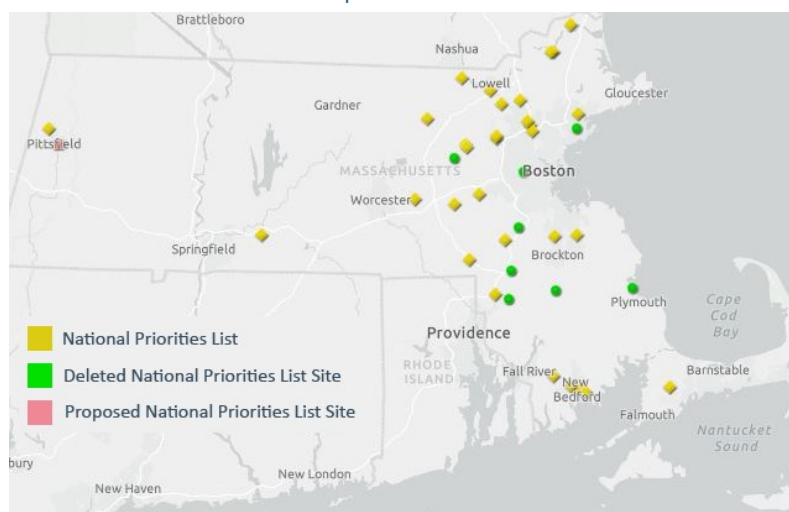 Brattleboro
Nashua
Lowell
Gloucester
Gardner
Pittsfield
MASSACHUSETTS
Boston
Worcester
Springfield
Brockton
Plymouth
Cape
Cod
Bay
Providence
National Priorities List
Deleted National Priorities List Site
Proposed National Priorities List Site
RHODE
ISLAND
Fall River
New
Bedford
Barnstable
Falmouth
Nantucket
Sound
bury
New London
New Haven